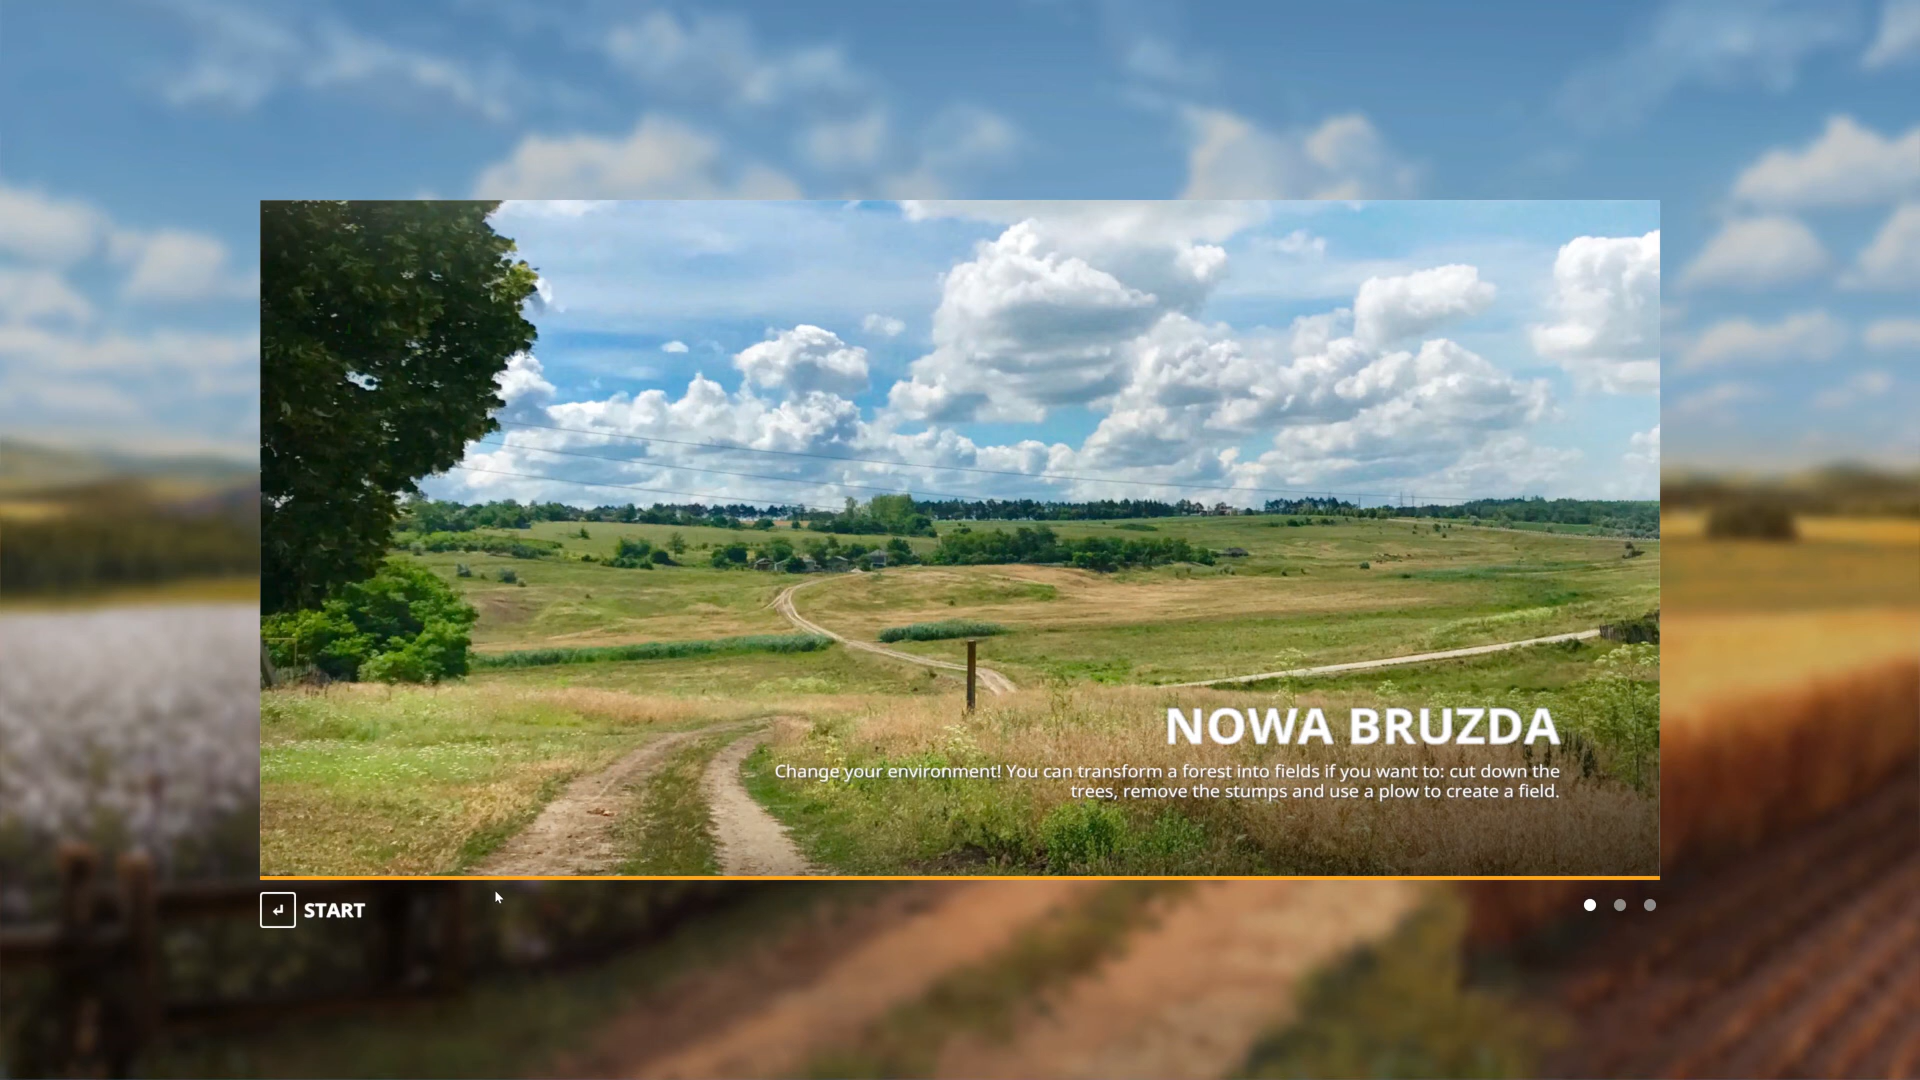 NOWA BRUZDA
Change your environment! You can transform a forest into fields if you want to: cut down the
trees, remove the stumps and use a plow to create a field.
START